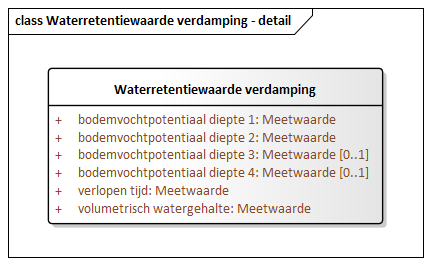 class Waterretentiewaarde verdamping - detail
Waterretentiewaarde verdamping
+ bodemvochtpotentiaal diepte 1: Meetwaarde
+ bodemvochtpotentiaal diepte 2: Meetwaarde
+ bodemvochtpotentiaal diepte 3: Meetwaarde [0..1]
+ bodemvochtpotentiaal diepte 4: Meetwaarde [0..1]
+ verlopen tijd: Meetwaarde
+ volumetrisch watergehalte: Meetwaarde